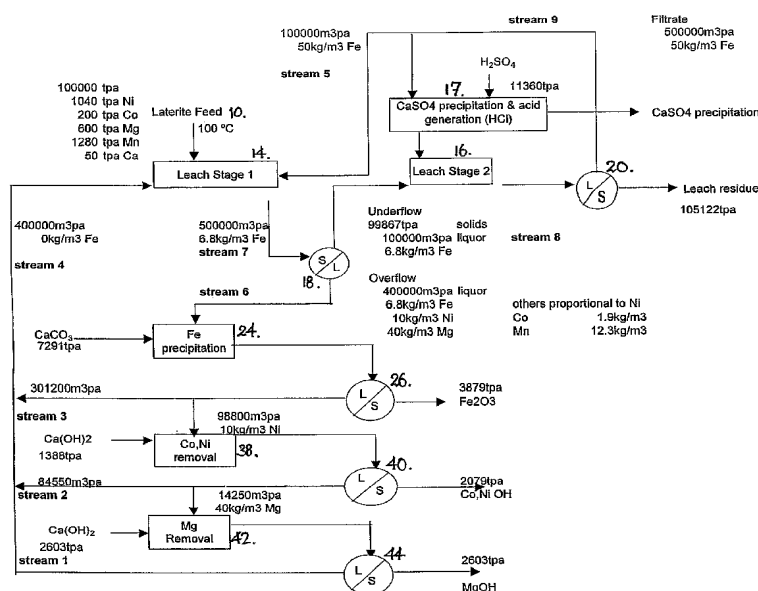 stream 9
Filtrate
500000m3pa
50kg/m3 Fe
100000m3pa
50kg/m3 Fe
stream 5
H2SO4
11360tpa
100000 tpa
1040 tpa Ni
200 tpa Co
600 tpa Mg
1280 tpa Mn
50 tpa Ca
Laterite Feed 10.
100 ºC
17.
CaSO4 precipitation & acid
generation (HCl)
CaSO4 precipitation
14.
Leach Stage 1
16.
Leach Stage 2
20.
L/S
Leach residue
105122tpa
400000m3pa
0kg/m3 Fe
stream 4
500000m3pa
6.8kg/m3 Fe
stream 7
S/L
18.
Underflow
99867tpa solids
100000m3pa liquor stream 8
6.8kg/m3 Fe
Overflow
400000m3pa liquor
6.8kg/m3 Fe others proportional to Ni
10kg/m3 Ni Co 1.9kg/m3
40kg/m3 Mg Mn 12.3kg/m3
stream 6
CaCO3
7291tpa
Fe
precipitation
24.
26.
L
S
3879tpa
Fe2O3
301200m3pa
stream 3
98800m3pa
10kg/m3 Ni
Ca(OH)2
1388tpa
Co,Ni
removal
38.
40.
L
S
2079tpa
Co,Ni OH
84550m3pa
stream 2
14250m3pa
40kg/m3 Mg
Ca(OH)2
2603tpa
Mg
Removal
42.
44
L
S
2603tpa
MgOH
stream 1